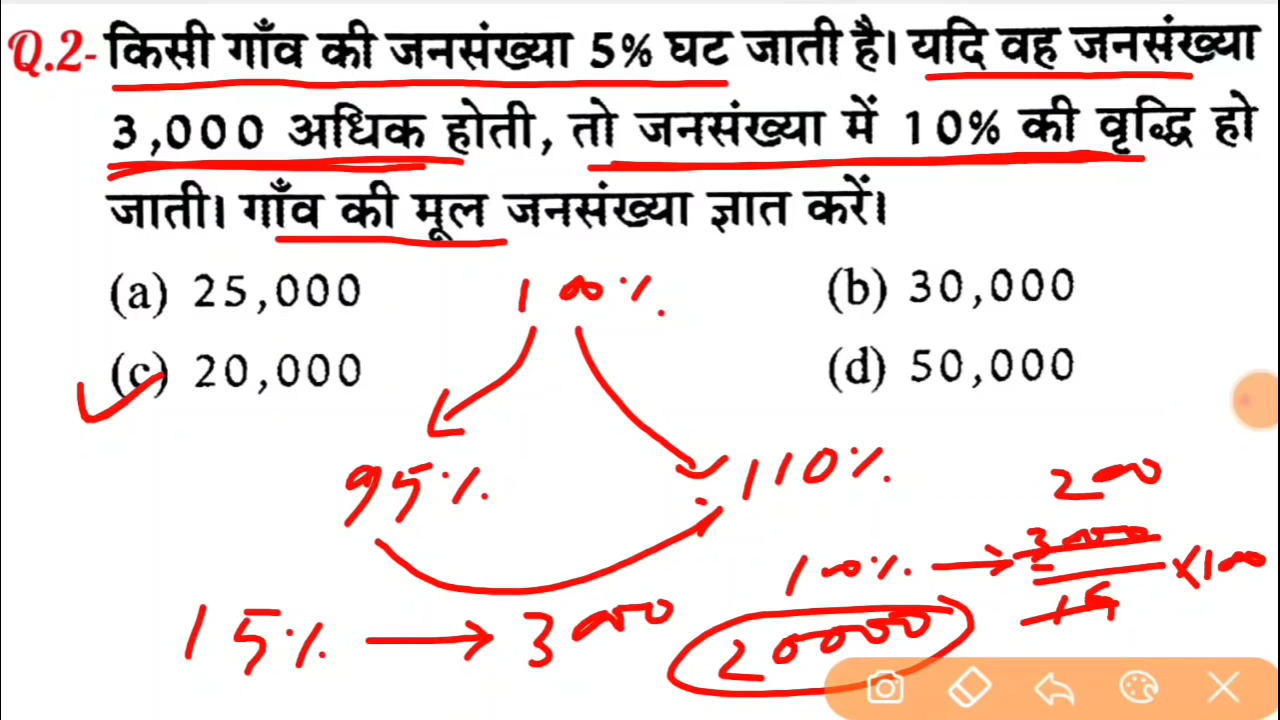 Q.2- किसी गाँव की जनसंख्या 5% घट जाती है। यदि वह जनसंख्या
3,000 अधिक होती, तो जनसंख्या में 10% की वृद्धि हो
जाती। गाँव की मूल जनसंख्या ज्ञात करें।
(a) 25,000 (b) 30,000
(c) 20,000 (d) 50,000
100%
95% 110%
200
100% → 3000/15 ×100
15% → 3000 20000